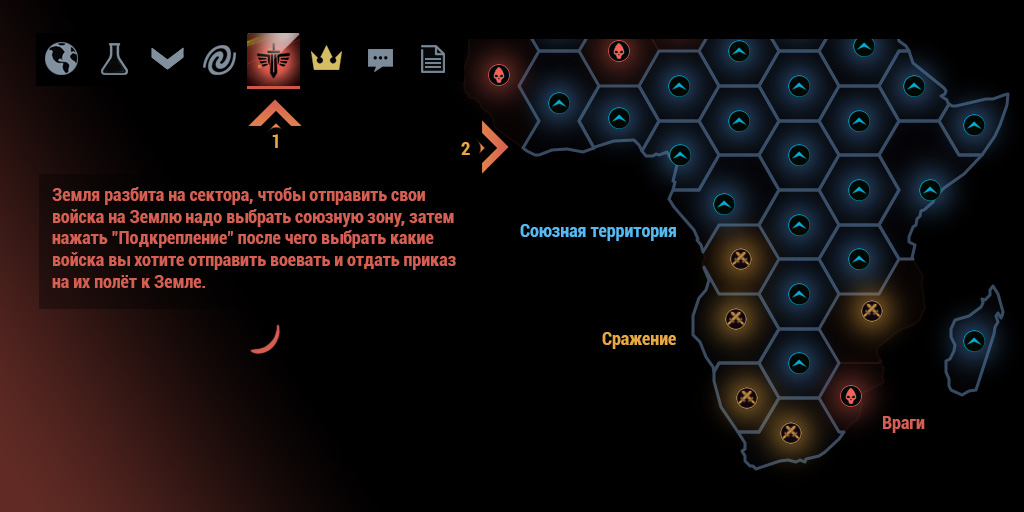 1
2
Земля разбита на сектора, чтобы отправить свои
войска на Землю надо выбрать союзную зону, затем
нажать "Подкрепление" после чего выбрать какие
войска вы хотите отправить воевать и отдать приказ
на их полёт к Земле.
Союзная территория
Сражение
Враги